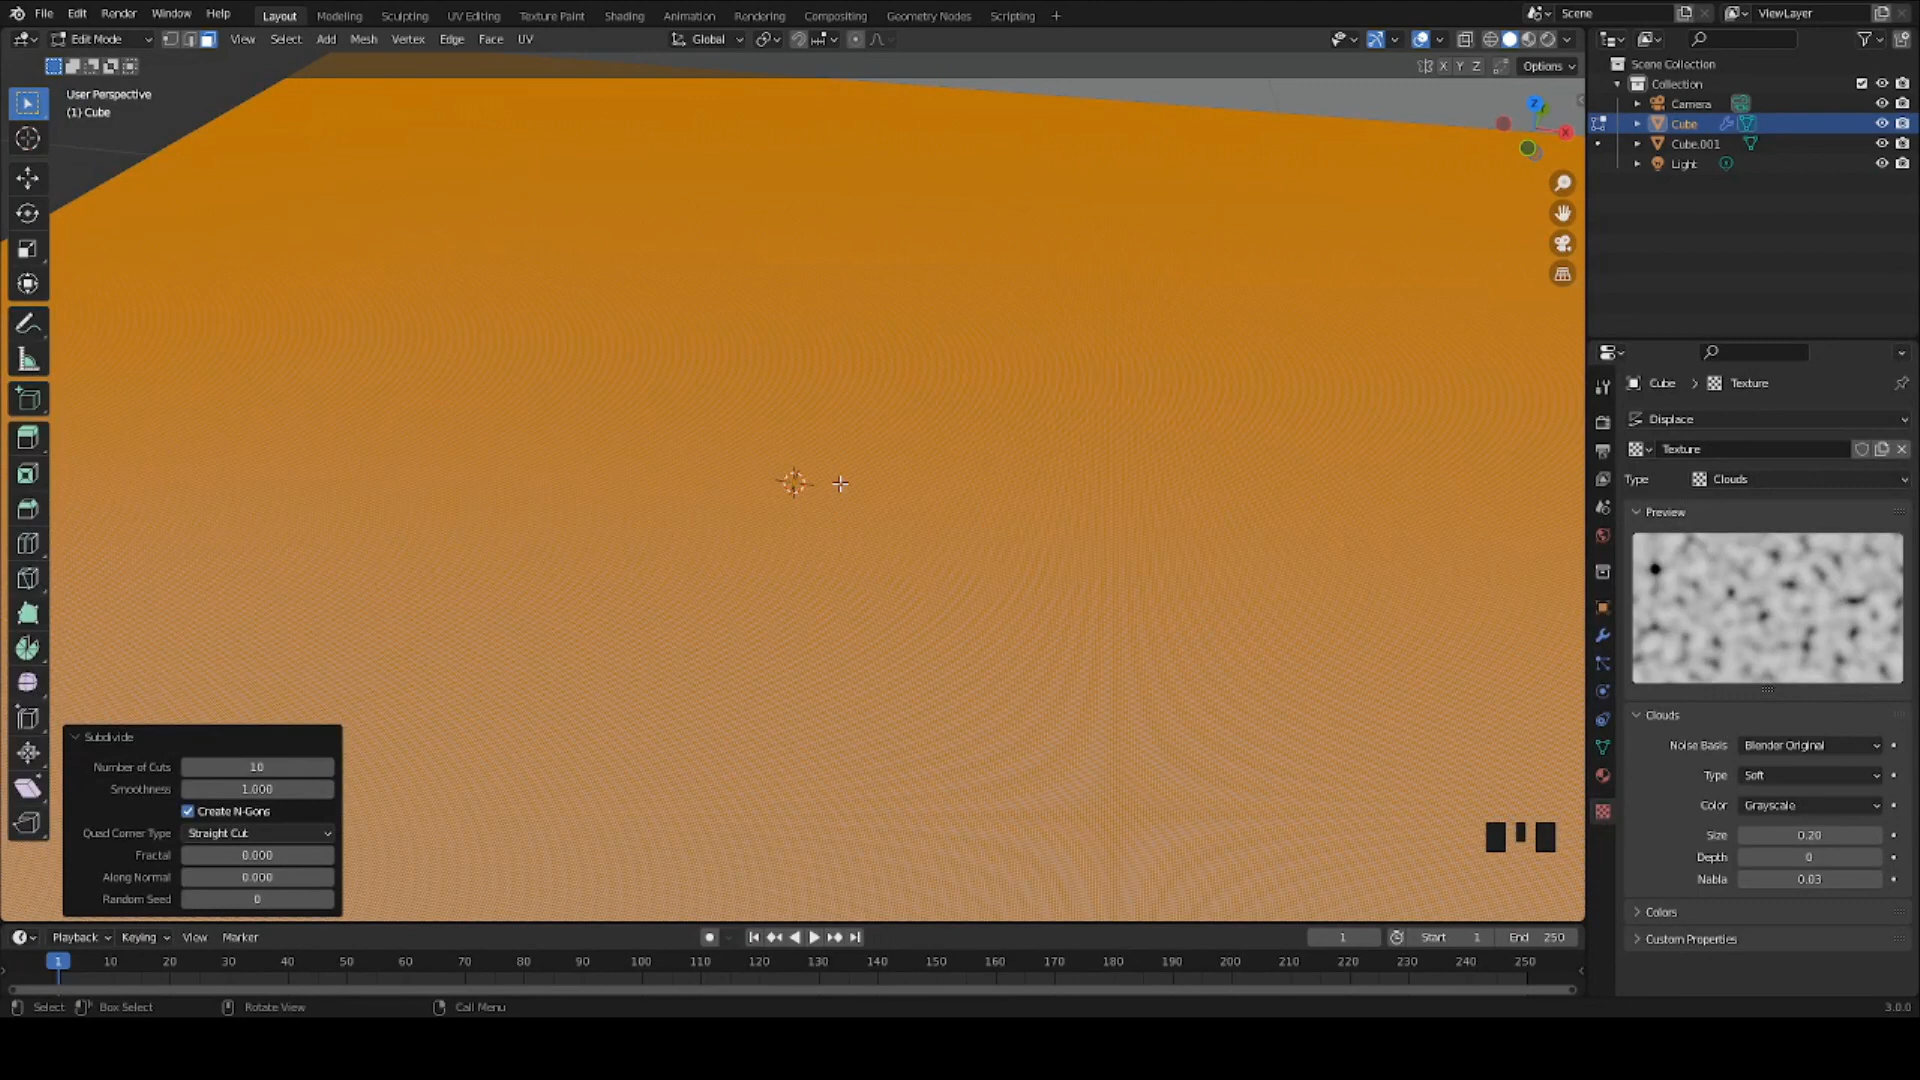 File Edit Render Window Help Layout Modeling Sculpting UV Editing Texture Paint Shading Animation Rendering Compositing Geometry Nodes Scripting + Scene ViewLayer
Edit Mode View Select Add Mesh Vertex Edge Face UV Global
X Y Z Options
User Perspective
(1) Cube
Z
X
Scene Collection
Collection
Camera
Cube
Cube.001
Light
Cube > Texture
Displace
Texture
Type Clouds
Preview
Clouds
Noise Basis Blender Original
Type Soft
Color Grayscale
Size 0.20
Depth 0
Nabla 0.03
Colors
Custom Properties
Subdivide
Number of Cuts 10
Smoothness 1.000
Create N-Gons
Quad Corner Type Straight Cut
Fractal 0.000
Along Normal 0.000
Random Seed 0
Playback Keying View Marker 1 Start 1 End 250
1 10 20 30 40 50 60 70 80 90 100 110 120 130 140 150 160 170 180 190 200 210 220 230 240 250
Select Box Select Rotate View Call Menu 3.0.0